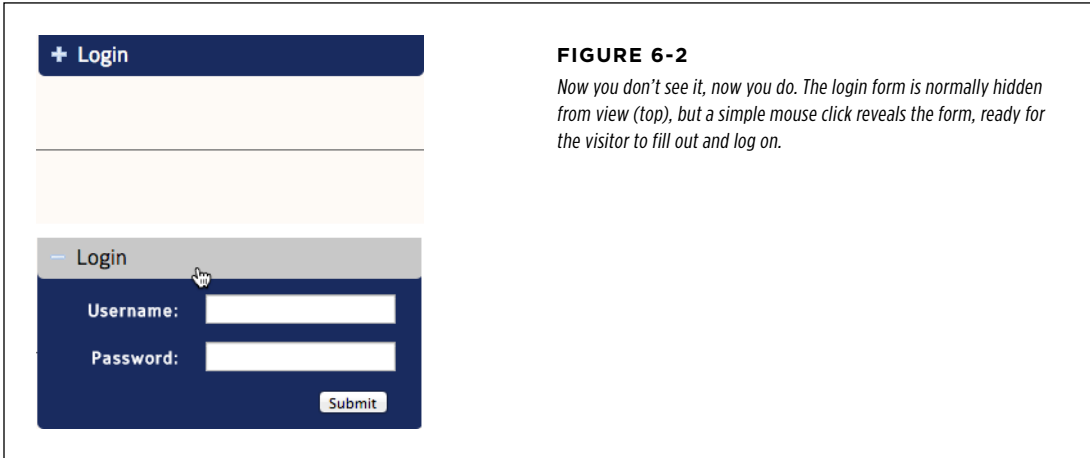 + Login
− Login
Username:
Password:
Submit
FIGURE 6-2
Now you don’t see it, now you do. The login form is normally hidden
from view (top), but a simple mouse click reveals the form, ready for
the visitor to fill out and log on.